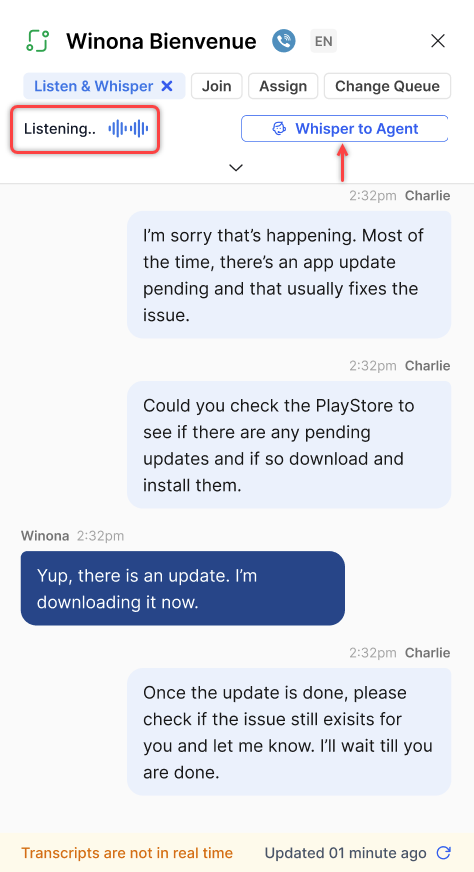 Winona Bienvenue EN
Listen & Whisper Join Assign Change Queue
Listening.. Whisper to Agent
2:32pm Charlie
I'm sorry that's happening. Most of
the time, there's an app update
pending and that usually fixes the
issue.
2:32pm Charlie
Could you check the PlayStore to
see if there are any pending
updates and if so download and
install them.
Winona 2:32pm
Yup, there is an update. I'm
downloading it now.
2:32pm Charlie
Once the update is done, please
check if the issue still exisits for
you and let me know. I'll wait till you
are done.
Transcripts are not in real time Updated 01 minute ago